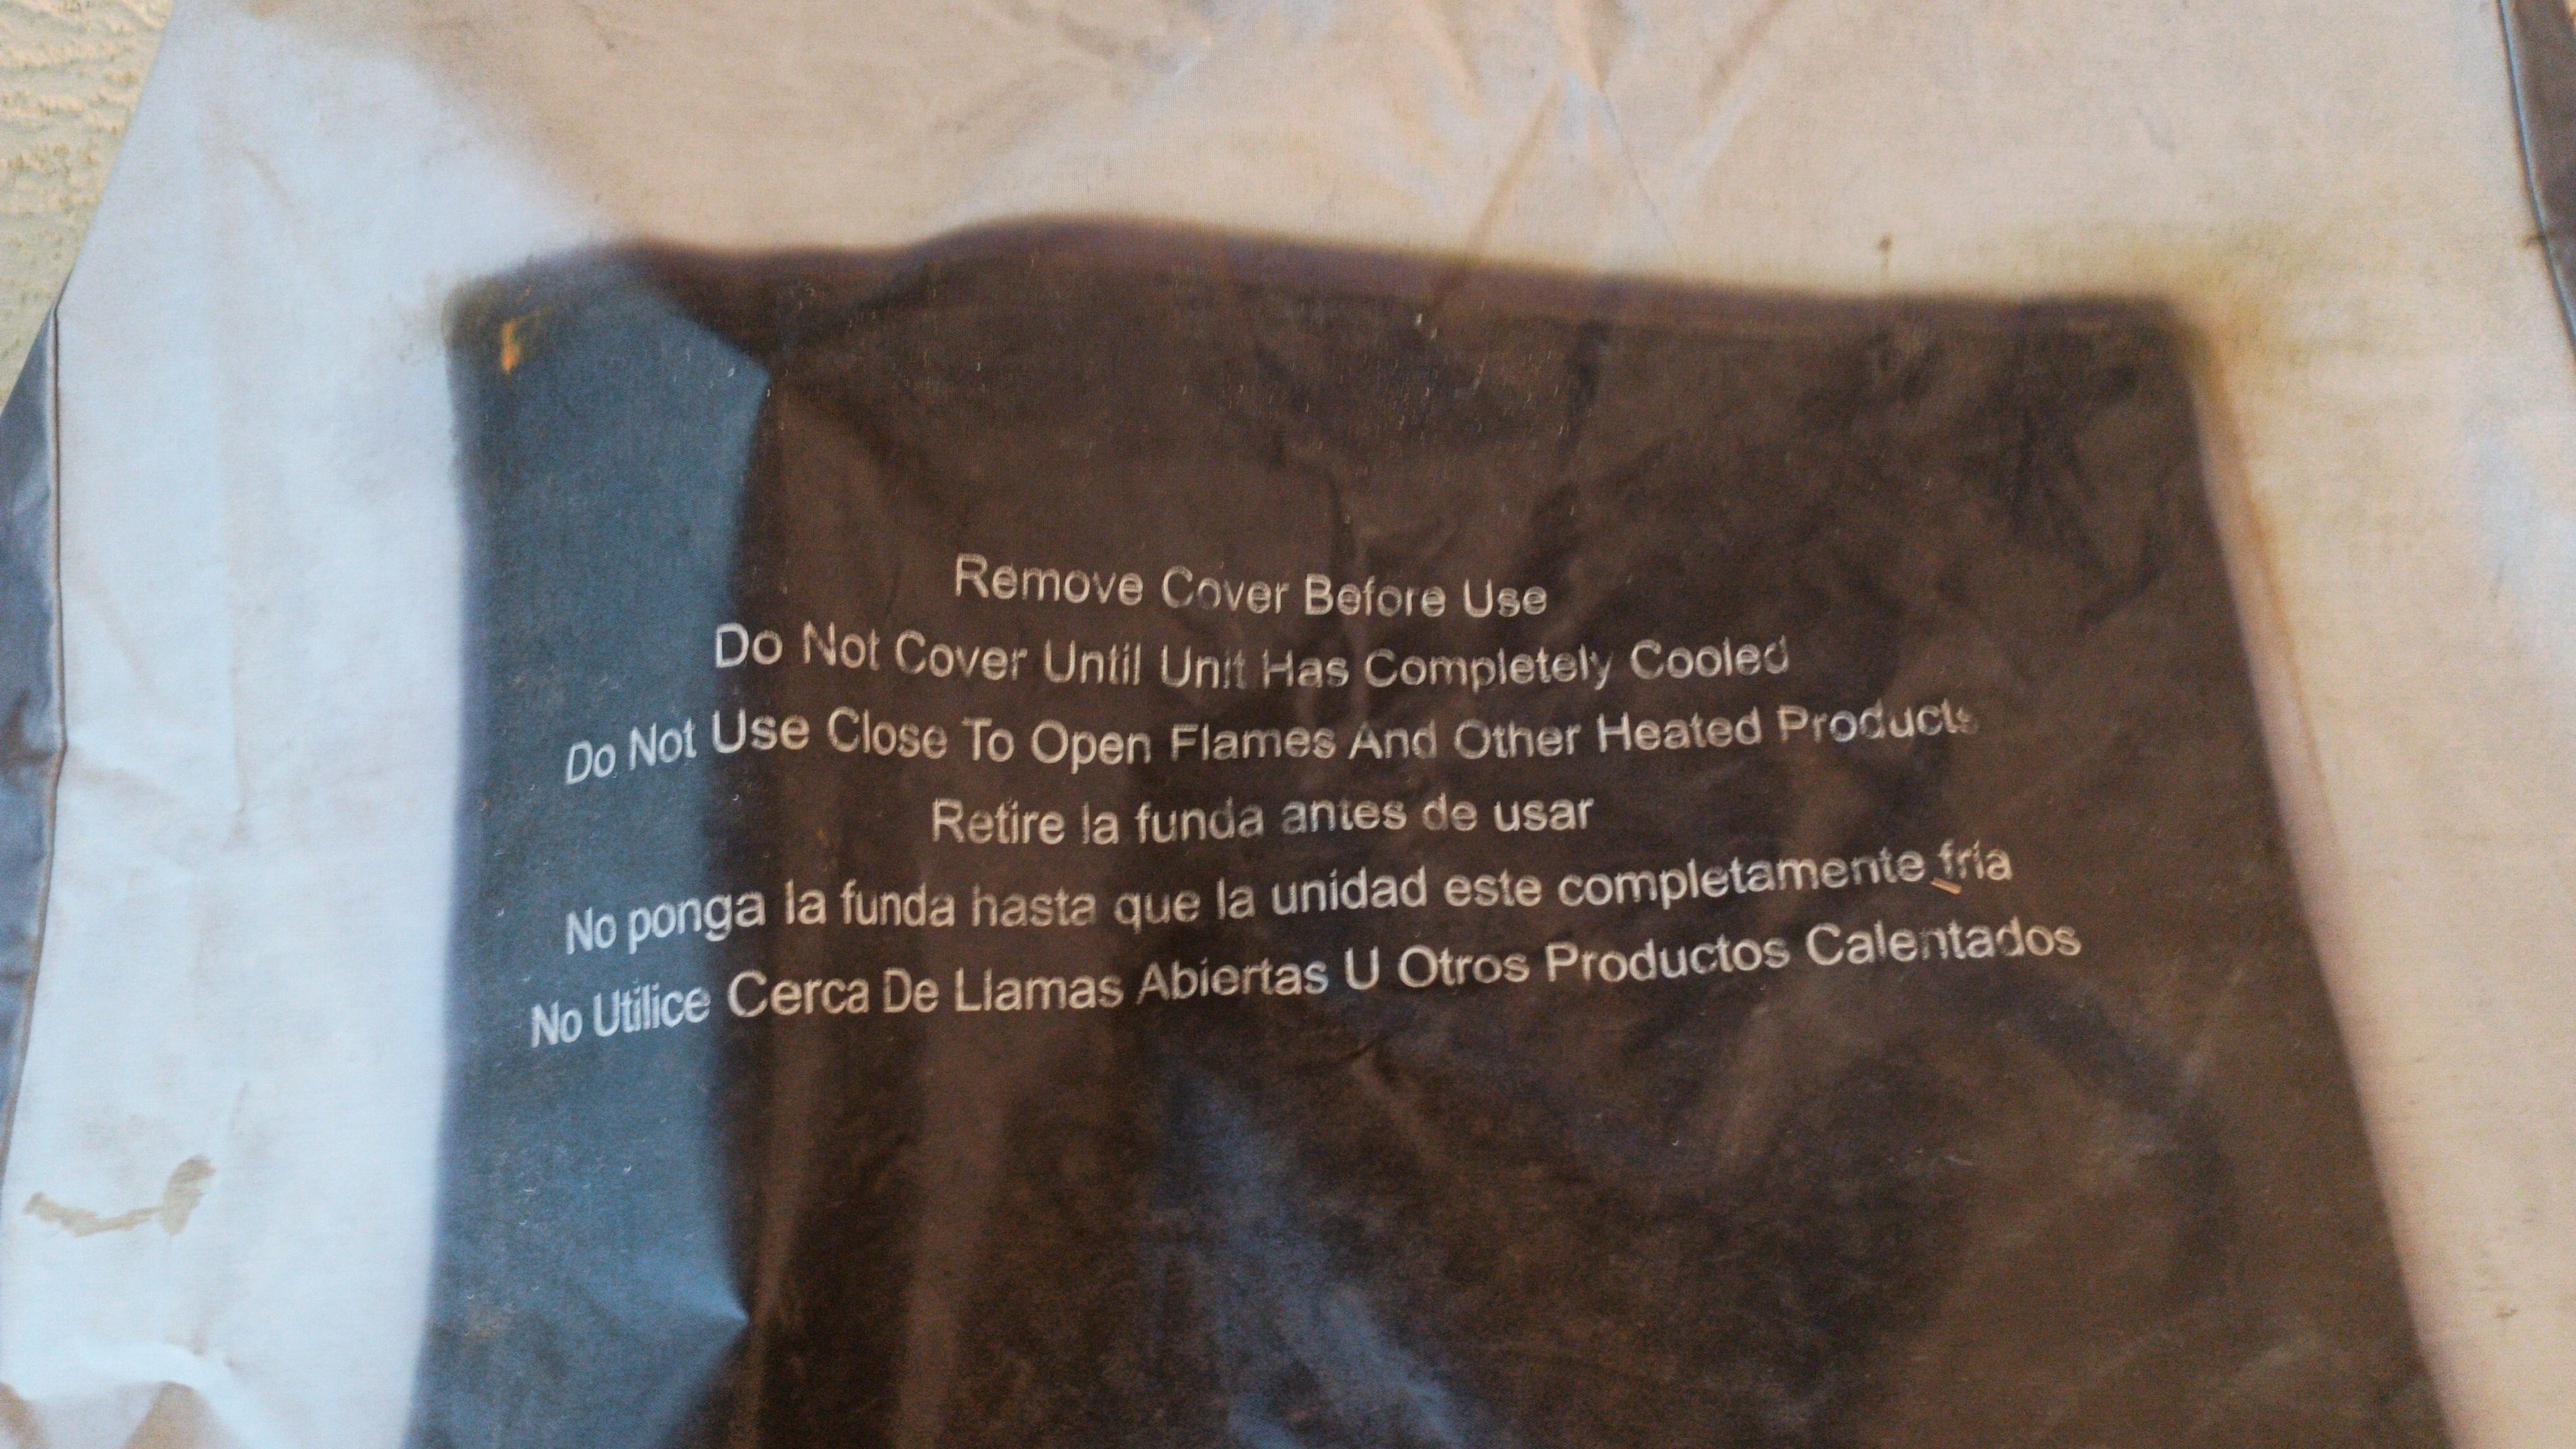 Remove Cover Before Use
Do Not Cover Until Unit Has Completely Cooled
Do Not Use Close To Open Flames And Other Heated Products
Retire la funda antes de usar
No ponga la funda hasta que la unidad este completamente fría
No Utilice Cerca De Llamas Abiertas U Otros Productos Calentados